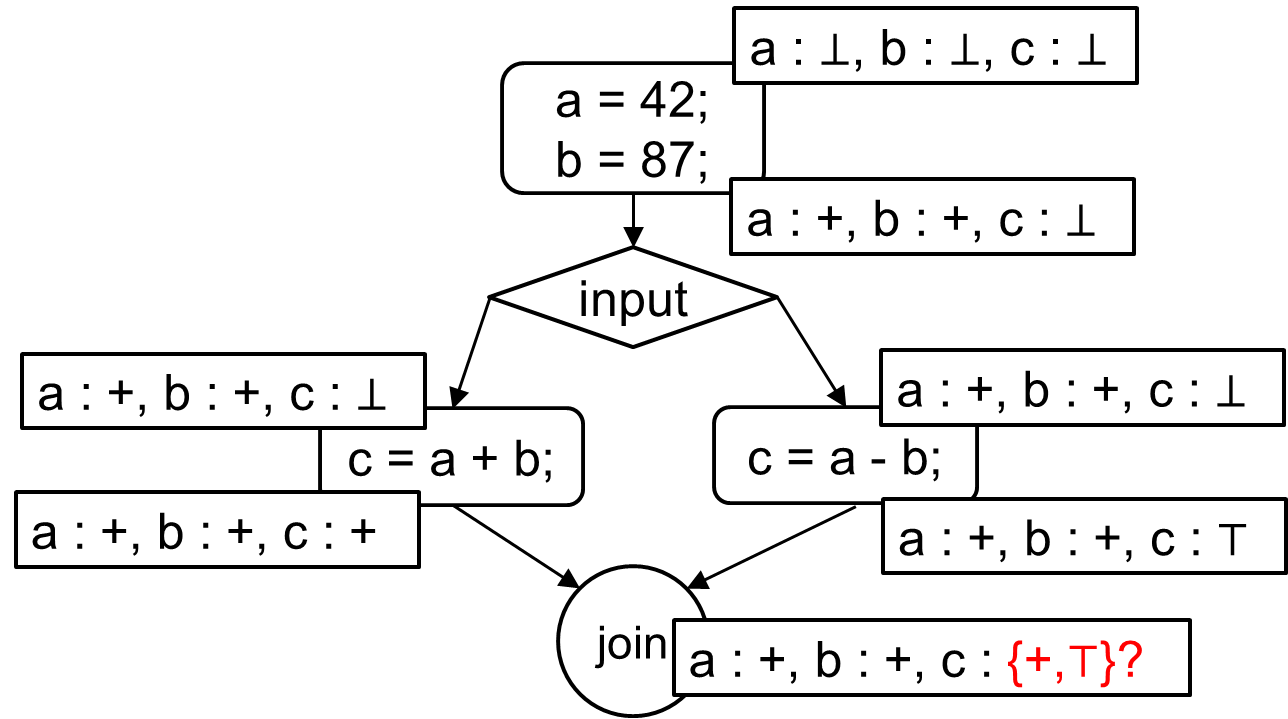 a : ⊥, b : ⊥, c : ⊥
a = 42;
b = 87;
a : +, b : +, c : ⊥
input
a : +, b : +, c : ⊥
c = a + b;
a : +, b : +, c : +
a : +, b : +, c : ⊥
c = a - b;
a : +, b : +, c : ⊤
join
a : +, b : +, c : {+,⊤}?